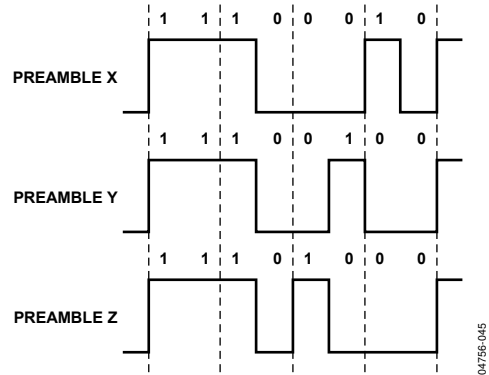 1 1 1 0 0 0 1 0
PREAMBLE X
1 1 1 0 0 1 0 0
PREAMBLE Y
1 1 1 0 1 0 0 0
PREAMBLE Z
04756-045